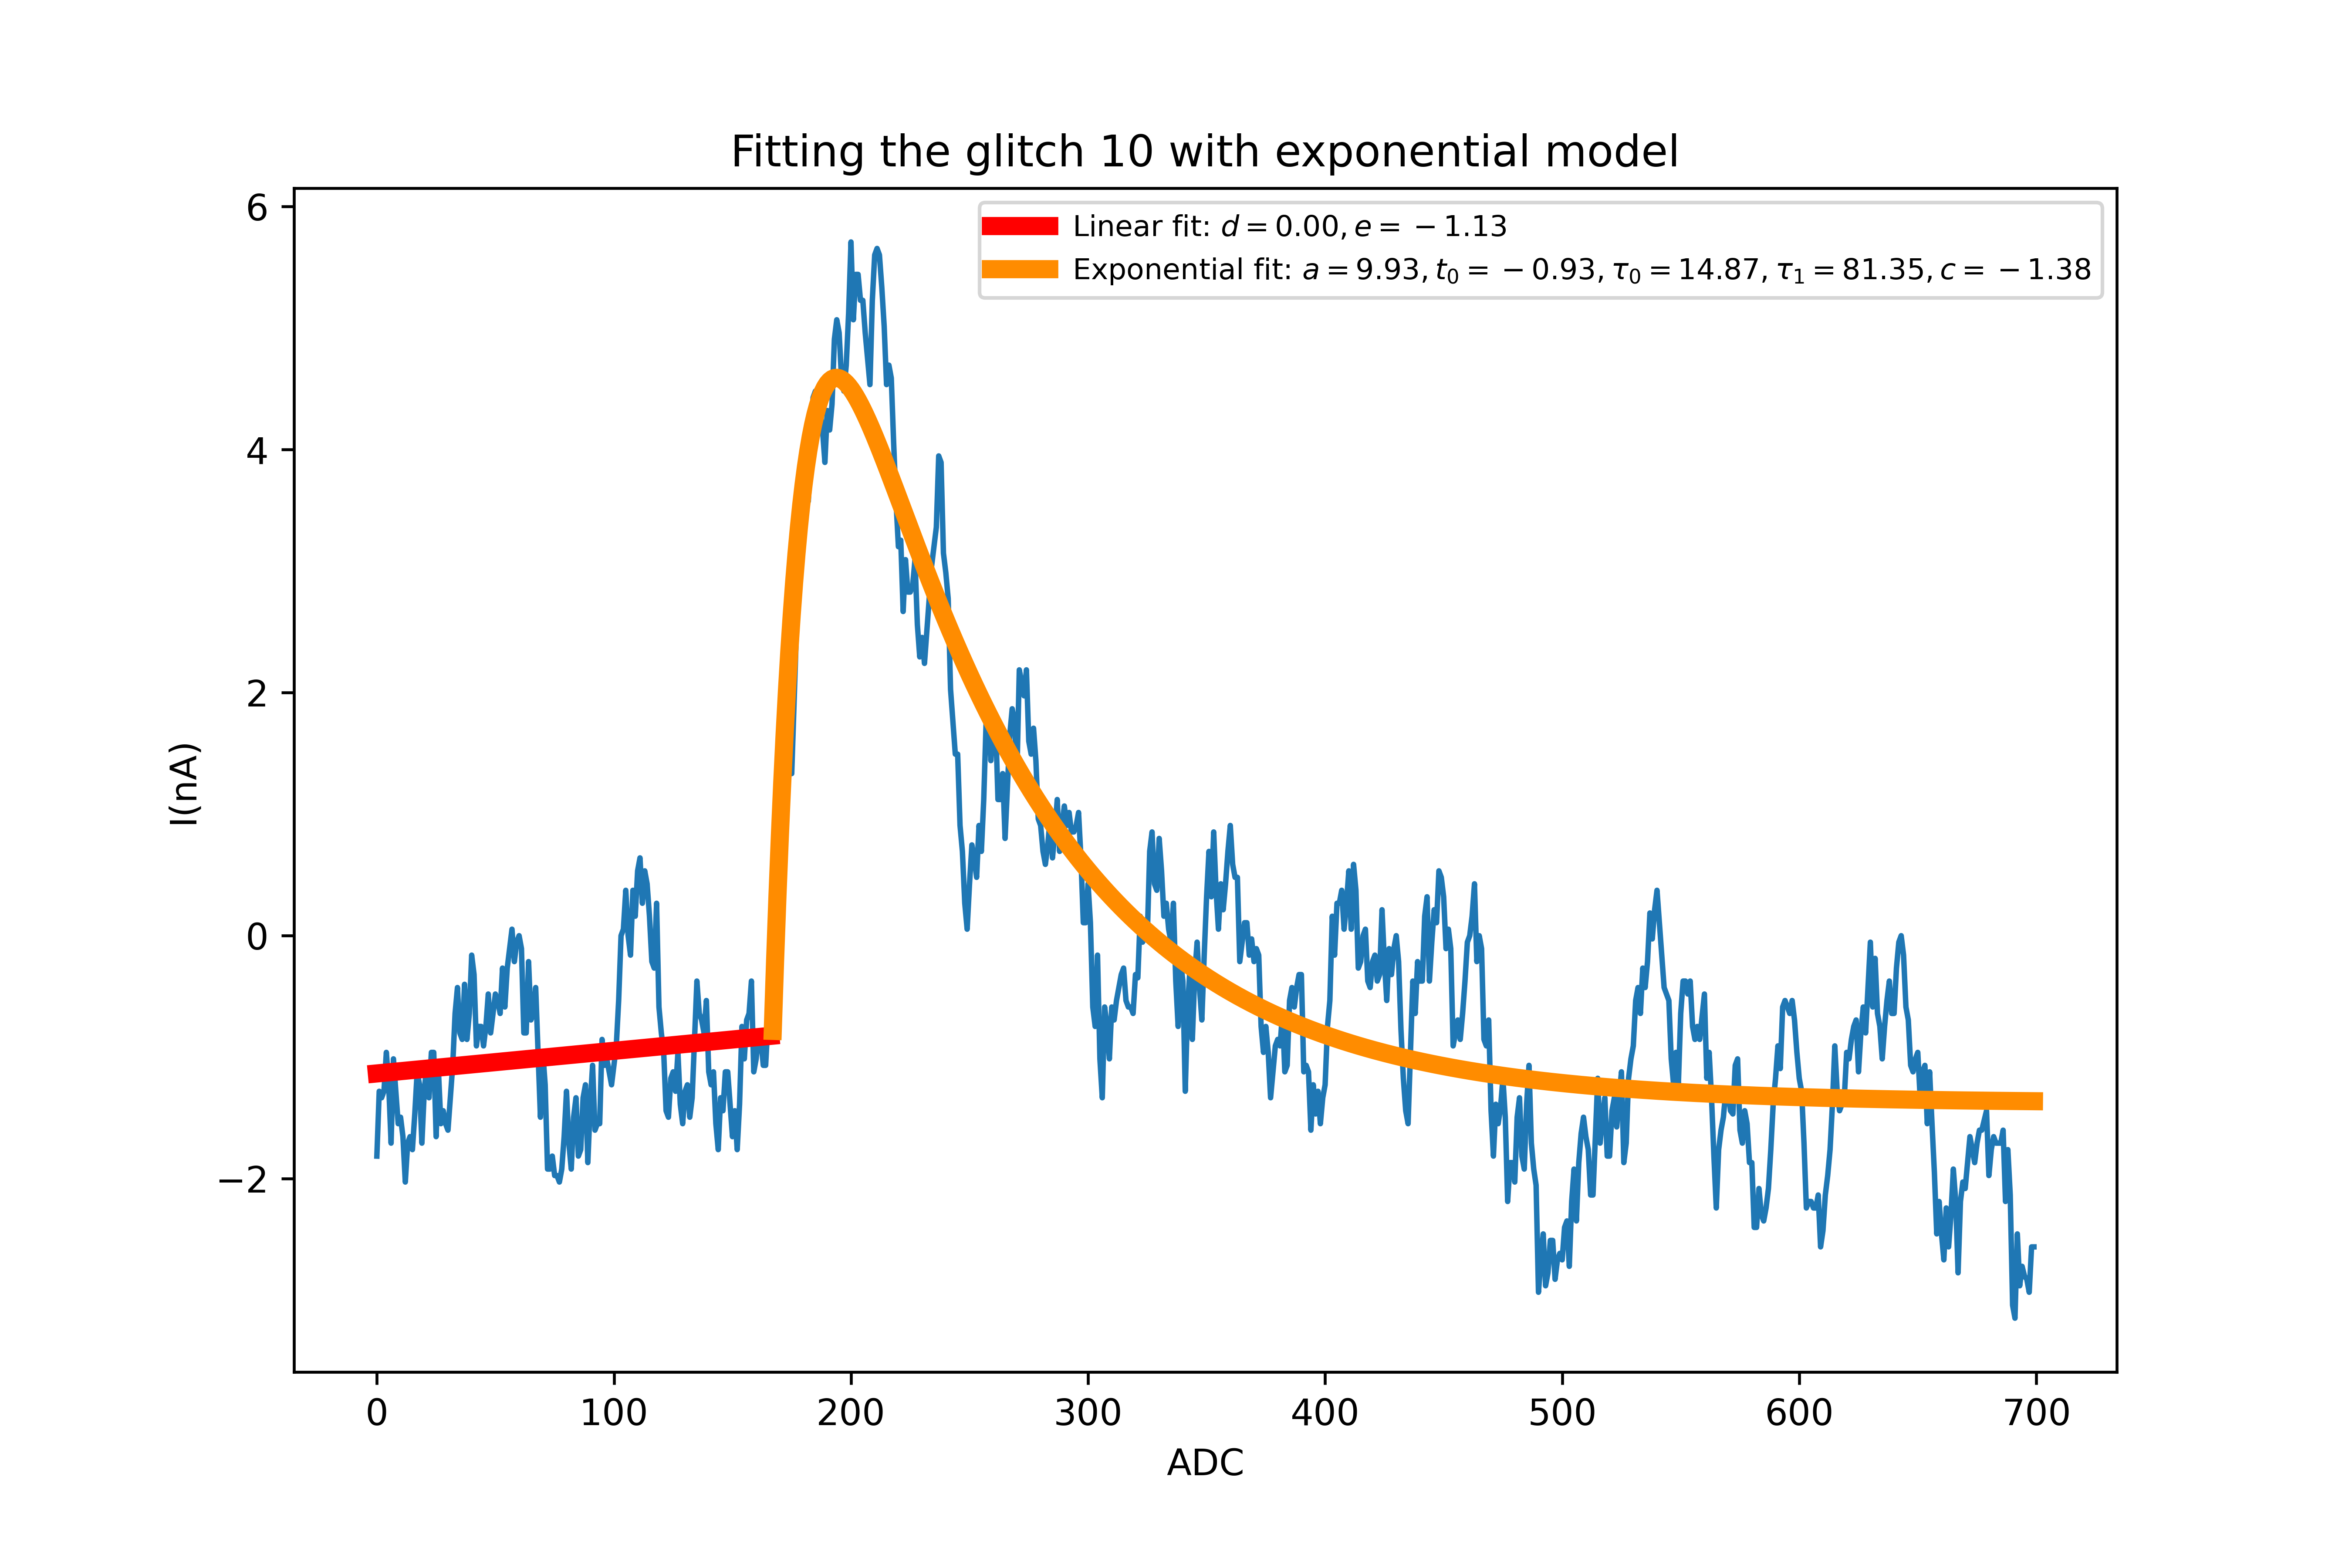 Fitting the glitch 10 with exponential model
Linear fit: d = 0.00, e = −1.13
Exponential fit: a = 9.93, t₀ = −0.93, τ₀ = 14.87, τ₁ = 81.35, c = −1.38
6
4
2
0
−2
I(nA)
0 100 200 300 400 500 600 700
ADC